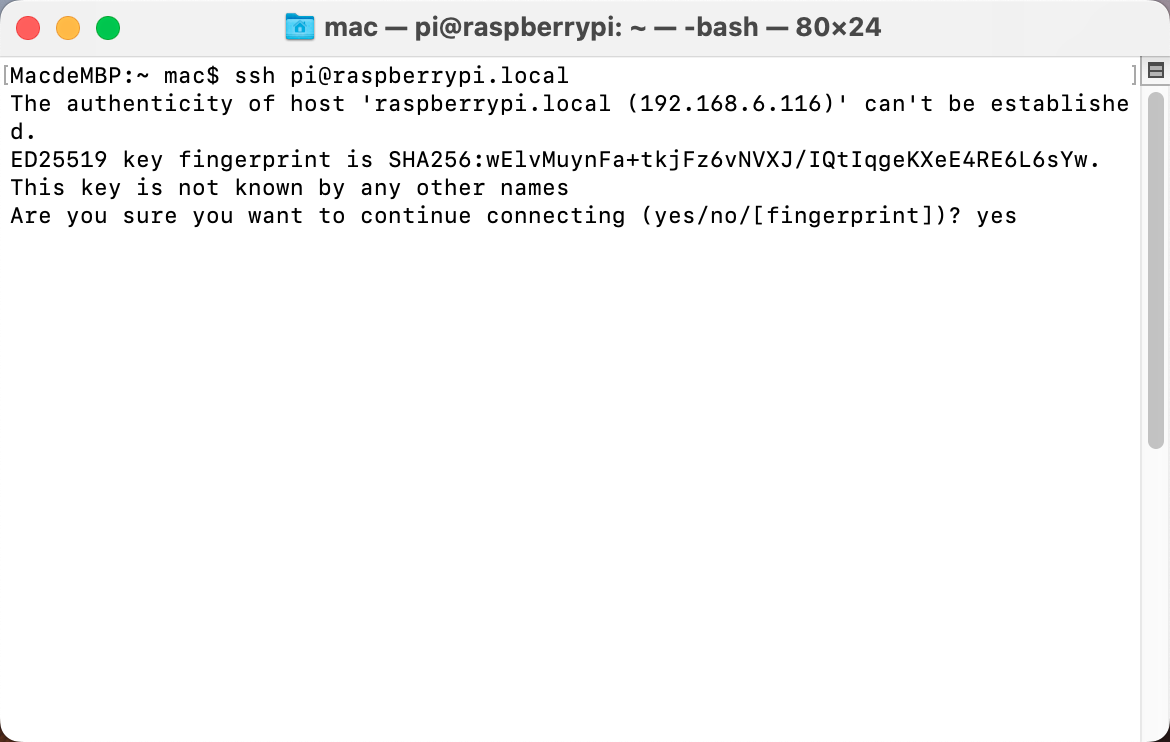 mac — pi@raspberrypi: ~ — -bash — 80×24
[MacdeMBP:~ mac$ ssh pi@raspberrypi.local ]
The authenticity of host 'raspberrypi.local (192.168.6.116)' can't be establishe
d.
ED25519 key fingerprint is SHA256:wElvMuynFa+tkjFz6vNVXJ/IQtIqgeKXeE4RE6L6sYw.
This key is not known by any other names
Are you sure you want to continue connecting (yes/no/[fingerprint])? yes